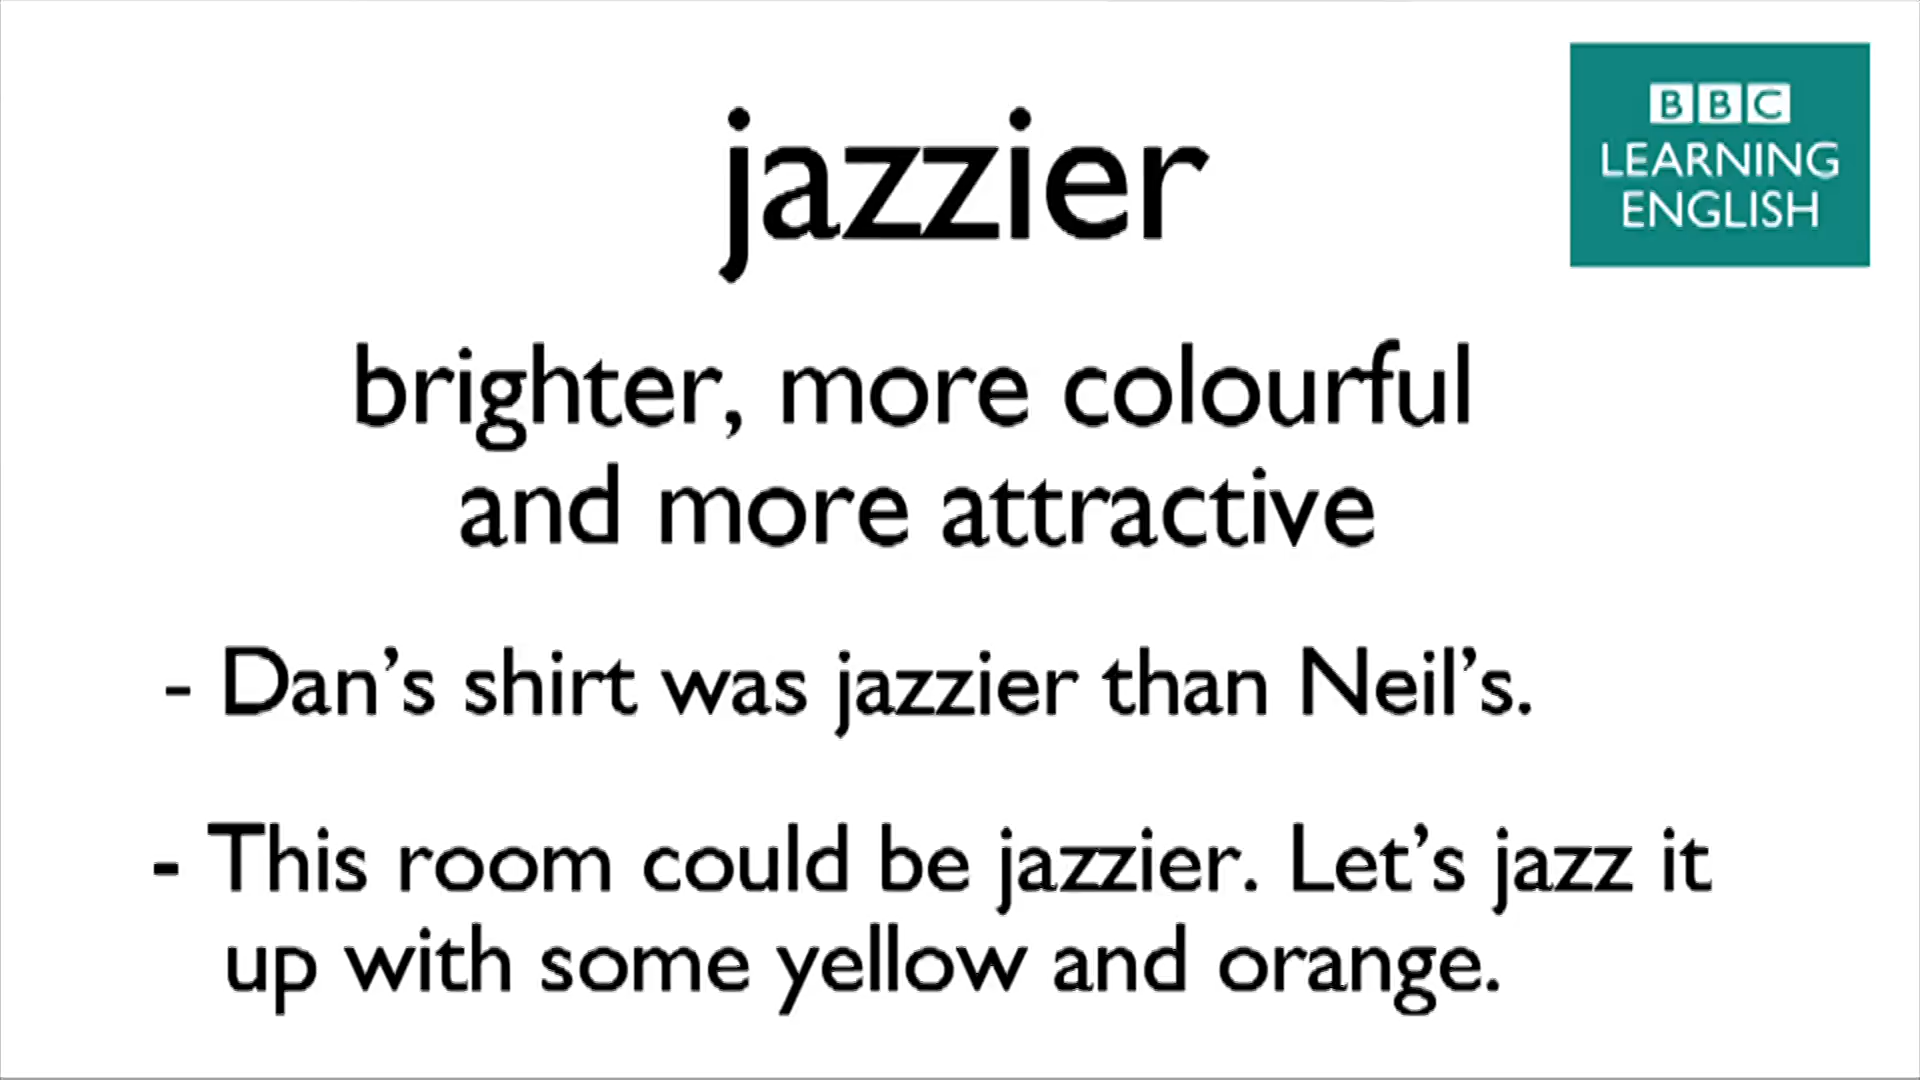 jazzier
BBC
LEARNING
ENGLISH
brighter, more colourful
and more attractive
- Dan’s shirt was jazzier than Neil’s.
- This room could be jazzier. Let’s jazz it
up with some yellow and orange.